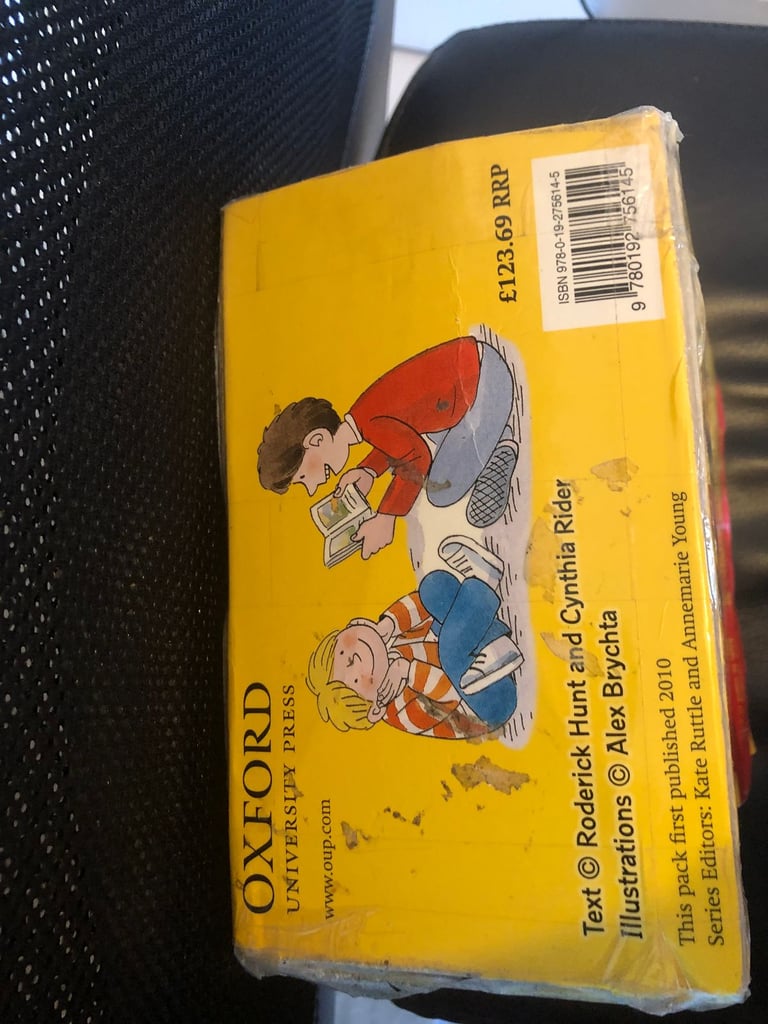 OXFORD
UNIVERSITY PRESS
www.oup.com
£123.69 RRP
ISBN 978-0-19-275614-5
9 780192 756145
Text © Roderick Hunt and Cynthia Rider
Illustrations © Alex Brychta
This pack first published 2010
Series Editors: Kate Ruttle and Annemarie Young